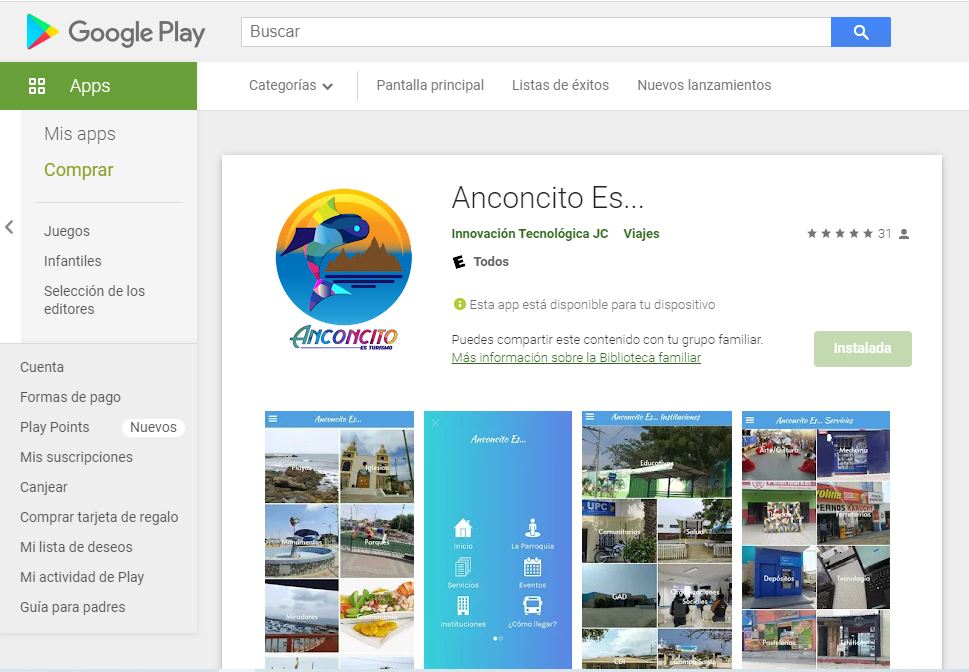 Google Play
Buscar
Apps
Categorías
Pantalla principal
Listas de éxitos
Nuevos lanzamientos
Mis apps
Comprar
Juegos
Infantiles
Selección de los
editores
Cuenta
Formas de pago
Play Points Nuevos
Mis suscripciones
Canjear
Comprar tarjeta de regalo
Mi lista de deseos
Mi actividad de Play
Guía para padres
ANCONCITO
ES TURISMO
Anconcito Es...
Innovación Tecnológica JC Viajes
31
E Todos
Esta app está disponible para tu dispositivo
Puedes compartir este contenido con tu grupo familiar.
Más información sobre la Biblioteca familiar
Instalada
Anconcito Es...
Playas
Iglesias
Monumentos
Parques
Miradores
Gastronomía
Anconcito Es...
Inicio
La Parroquia
Servicios
Eventos
Instituciones
¿Cómo llegar?
Anconcito Es... Instituciones
Educativas
UPC
Comunitarias
Salud
GAD
Organizaciones
Sociales
CDI
Anconcito Es... Servicios
Arte/Cultura
Medicina
Tiendas
Ferreterías
Depósitos
Tecnología
Pastelerías
Estéticas